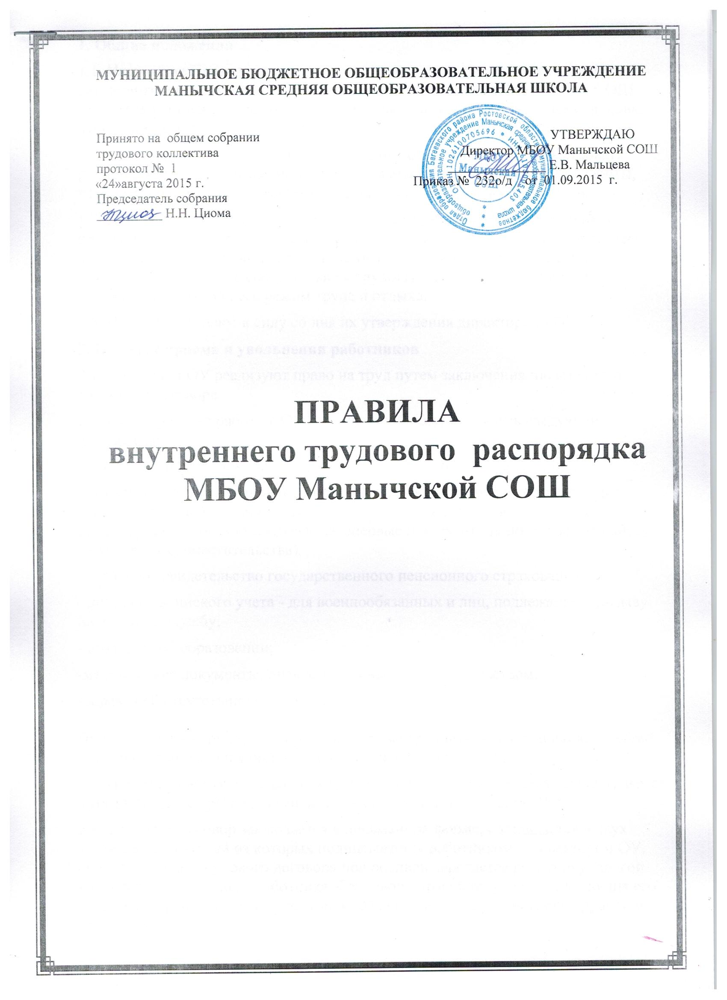 МУНИЦИПАЛЬНОЕ БЮДЖЕТНОЕ ОБЩЕОБРАЗОВАТЕЛЬНОЕ УЧРЕЖДЕНИЕ
МАНЫЧСКАЯ СРЕДНЯЯ ОБЩЕОБРАЗОВАТЕЛЬНАЯ ШКОЛА
Принято на общем собрании
трудового коллектива
протокол № 1
«24»августа 2015 г.
Председатель собрания
Н.Н. Циома
УТВЕРЖДАЮ
Директор МБОУ Манычской СОШ
Е.В. Мальцева
Приказ № 232о/д от 01.09.2015 г.
Отдел образования Багаевского района Ростовской области * муниципальное бюджетное
общеобразовательное учреждение Манычская средняя общеобразовательная школа
ОГРН 1026100705696 * ИНН
МБОУ
Манычская
СОШ
ПРАВИЛА
внутреннего трудового распорядка
МБОУ Манычской СОШ